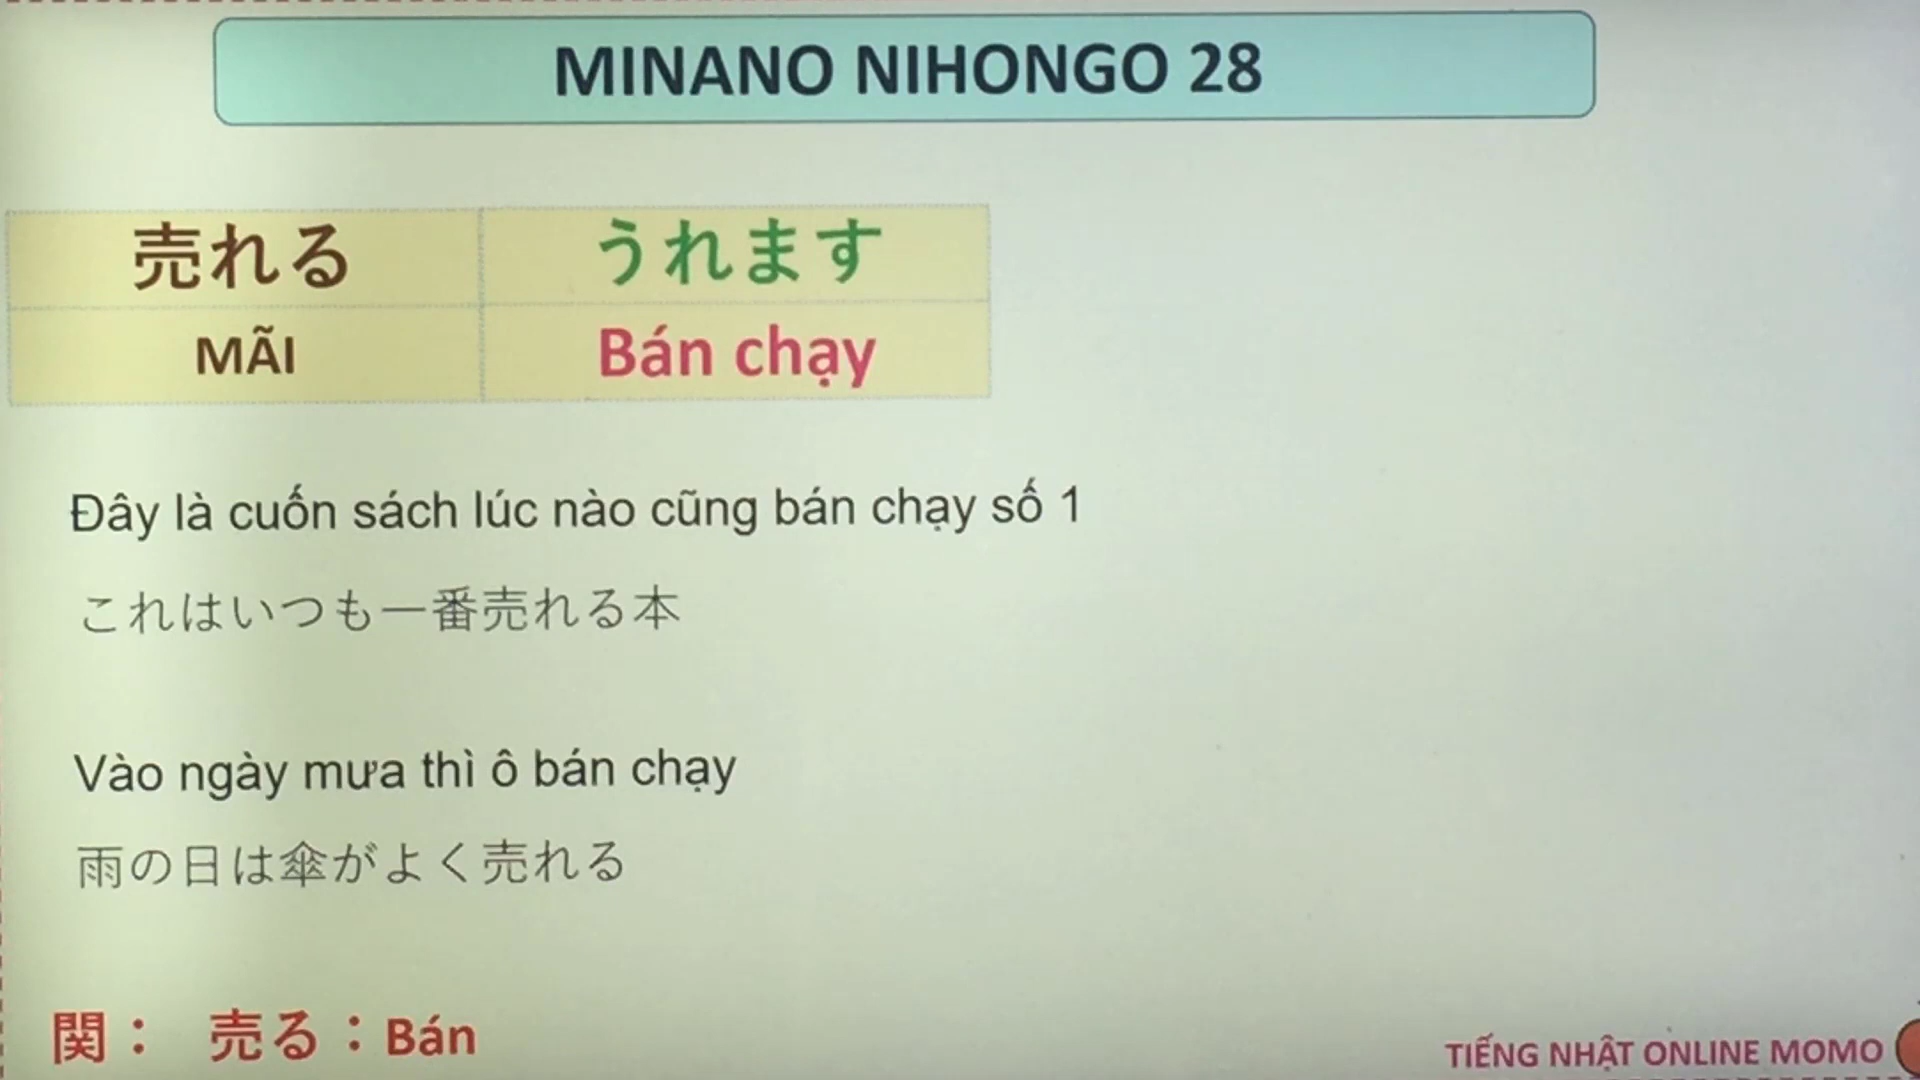 MINANO NIHONGO 28
売れる うれます
MÃI Bán chạy
Đây là cuốn sách lúc nào cũng bán chạy số 1
これはいつも一番売れる本
Vào ngày mưa thì ô bán chạy
雨の日は傘がよく売れる
関： 売る：Bán
TIẾNG NHẬT ONLINE MOMO